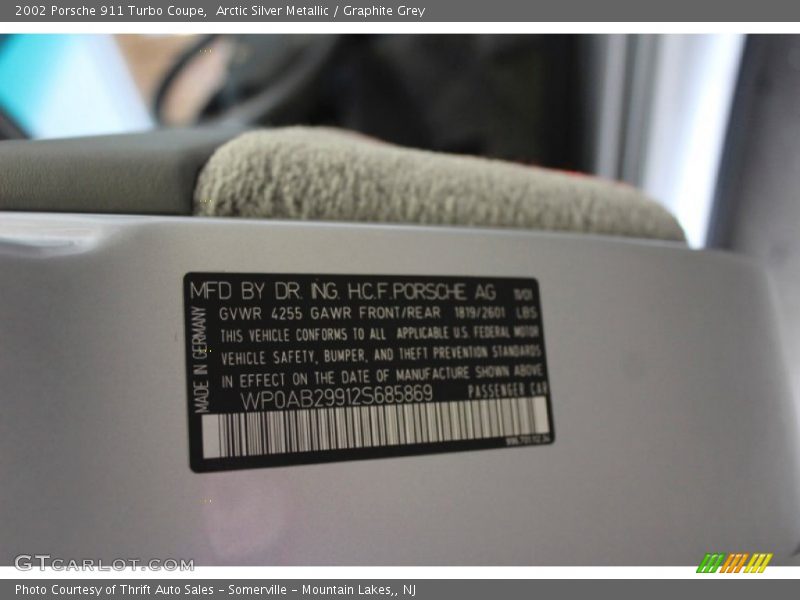 2002 Porsche 911 Turbo Coupe, Arctic Silver Metallic / Graphite Grey
MFD BY DR. ING. H.C.F. PORSCHE AG 11/01
GVWR 4255 GAWR FRONT/REAR 1819/2601 LBS
THIS VEHICLE CONFORMS TO ALL APPLICABLE U.S. FEDERAL MOTOR
VEHICLE SAFETY, BUMPER, AND THEFT PREVENTION STANDARDS
IN EFFECT ON THE DATE OF MANUFACTURE SHOWN ABOVE
WP0AB29912S685869 PASSENGER CAR
MADE IN GERMANY
GTCARLOT.COM
Photo Courtesy of Thrift Auto Sales – Somerville – Mountain Lakes,, NJ